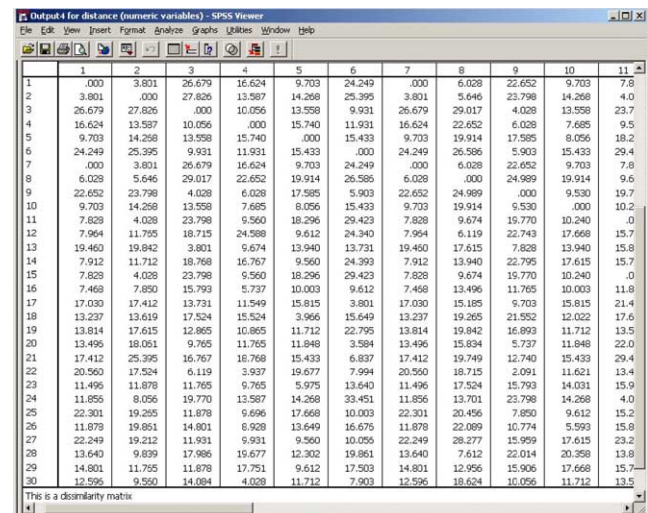 Output4 for distance (numeric variables) - SPSS Viewer
File Edit View Insert Format Analyze Graphs Utilities Window Help
1 2 3 4 5 6 7 8 9 10 11
1 .000 3.801 26.679 16.624 9.703 24.249 .000 6.028 22.652 9.703 7.8
2 3.801 .000 27.826 13.587 14.268 25.395 3.801 5.646 23.798 14.268 4.0
3 26.679 27.826 .000 10.056 13.558 9.931 26.679 29.017 4.028 13.558 23.7
4 16.624 13.587 10.056 .000 15.740 11.931 16.624 22.652 6.028 7.685 9.5
5 9.703 14.268 13.558 15.740 .000 15.433 9.703 19.914 17.585 8.056 18.2
6 24.249 25.395 9.931 11.931 15.433 .000 24.249 26.586 5.903 15.433 29.4
7 .000 3.801 26.679 16.624 9.703 24.249 .000 6.028 22.652 9.703 7.8
8 6.028 5.646 29.017 22.652 19.914 26.586 6.028 .000 24.989 19.914 9.6
9 22.652 23.798 4.028 6.028 17.585 5.903 22.652 24.989 .000 9.530 19.7
10 9.703 14.268 13.558 7.685 8.056 15.433 9.703 19.914 9.530 .000 10.2
11 7.828 4.028 23.798 9.560 18.296 29.423 7.828 9.674 19.770 10.240 .0
12 7.964 11.765 18.715 24.588 9.612 24.340 7.964 6.119 22.743 17.668 15.7
13 19.460 19.842 3.801 9.674 13.940 13.731 19.460 17.615 7.828 13.940 15.8
14 7.912 11.712 18.768 16.767 9.560 24.393 7.912 13.940 22.795 17.615 15.7
15 7.828 4.028 23.798 9.560 18.296 29.423 7.828 9.674 19.770 10.240 .0
16 7.468 7.850 15.793 5.737 10.003 9.612 7.468 13.496 11.765 10.003 11.8
17 17.030 17.412 13.731 11.549 15.815 3.801 17.030 15.185 9.703 15.815 21.4
18 13.237 13.619 17.524 15.524 3.966 15.649 13.237 19.265 21.552 12.022 17.6
19 13.814 17.615 12.865 10.865 11.712 22.795 13.814 19.842 16.893 11.712 13.5
20 13.496 18.061 9.765 11.765 11.848 3.584 13.496 15.834 5.737 11.848 22.0
21 17.412 25.395 16.767 18.768 15.433 6.837 17.412 19.749 12.740 15.433 29.4
22 20.560 17.524 6.119 3.937 19.677 7.994 20.560 18.715 2.091 11.621 13.4
23 11.496 11.878 11.765 9.765 5.975 13.640 11.496 17.524 15.793 14.031 15.9
24 11.856 8.056 19.770 13.587 14.268 33.451 11.856 13.701 23.798 14.268 4.0
25 22.301 19.265 11.878 9.696 17.668 10.003 22.301 20.456 7.850 9.612 15.2
26 11.878 19.861 14.801 8.928 13.649 16.676 11.878 22.089 10.774 5.593 15.8
27 22.249 19.212 11.931 9.931 9.560 10.056 22.249 28.277 15.959 17.615 23.2
28 13.640 9.839 17.986 19.677 12.302 19.861 13.640 7.612 22.014 20.358 13.8
29 14.801 11.765 11.878 17.751 9.612 17.503 14.801 12.956 15.906 17.668 15.7
30 12.596 9.560 14.084 4.028 11.712 7.903 12.596 18.624 10.056 11.712 13.5
This is a dissimilarity matrix